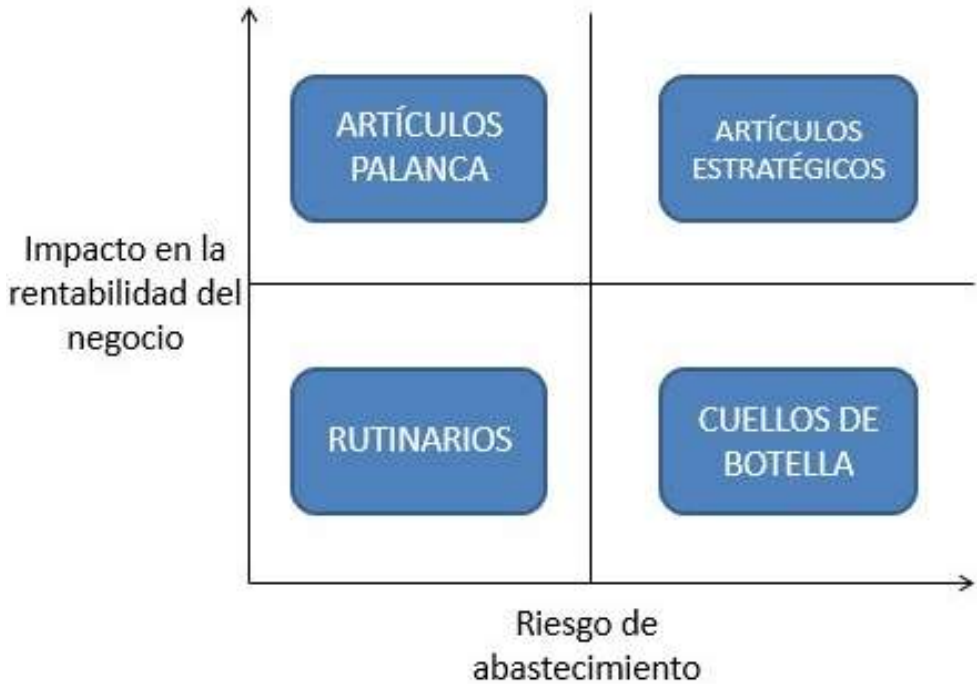 ARTÍCULOS
PALANCA
ARTÍCULOS
ESTRATÉGICOS
Impacto en la
rentabilidad del
negocio
RUTINARIOS
CUELLOS DE
BOTELLA
Riesgo de
abastecimiento